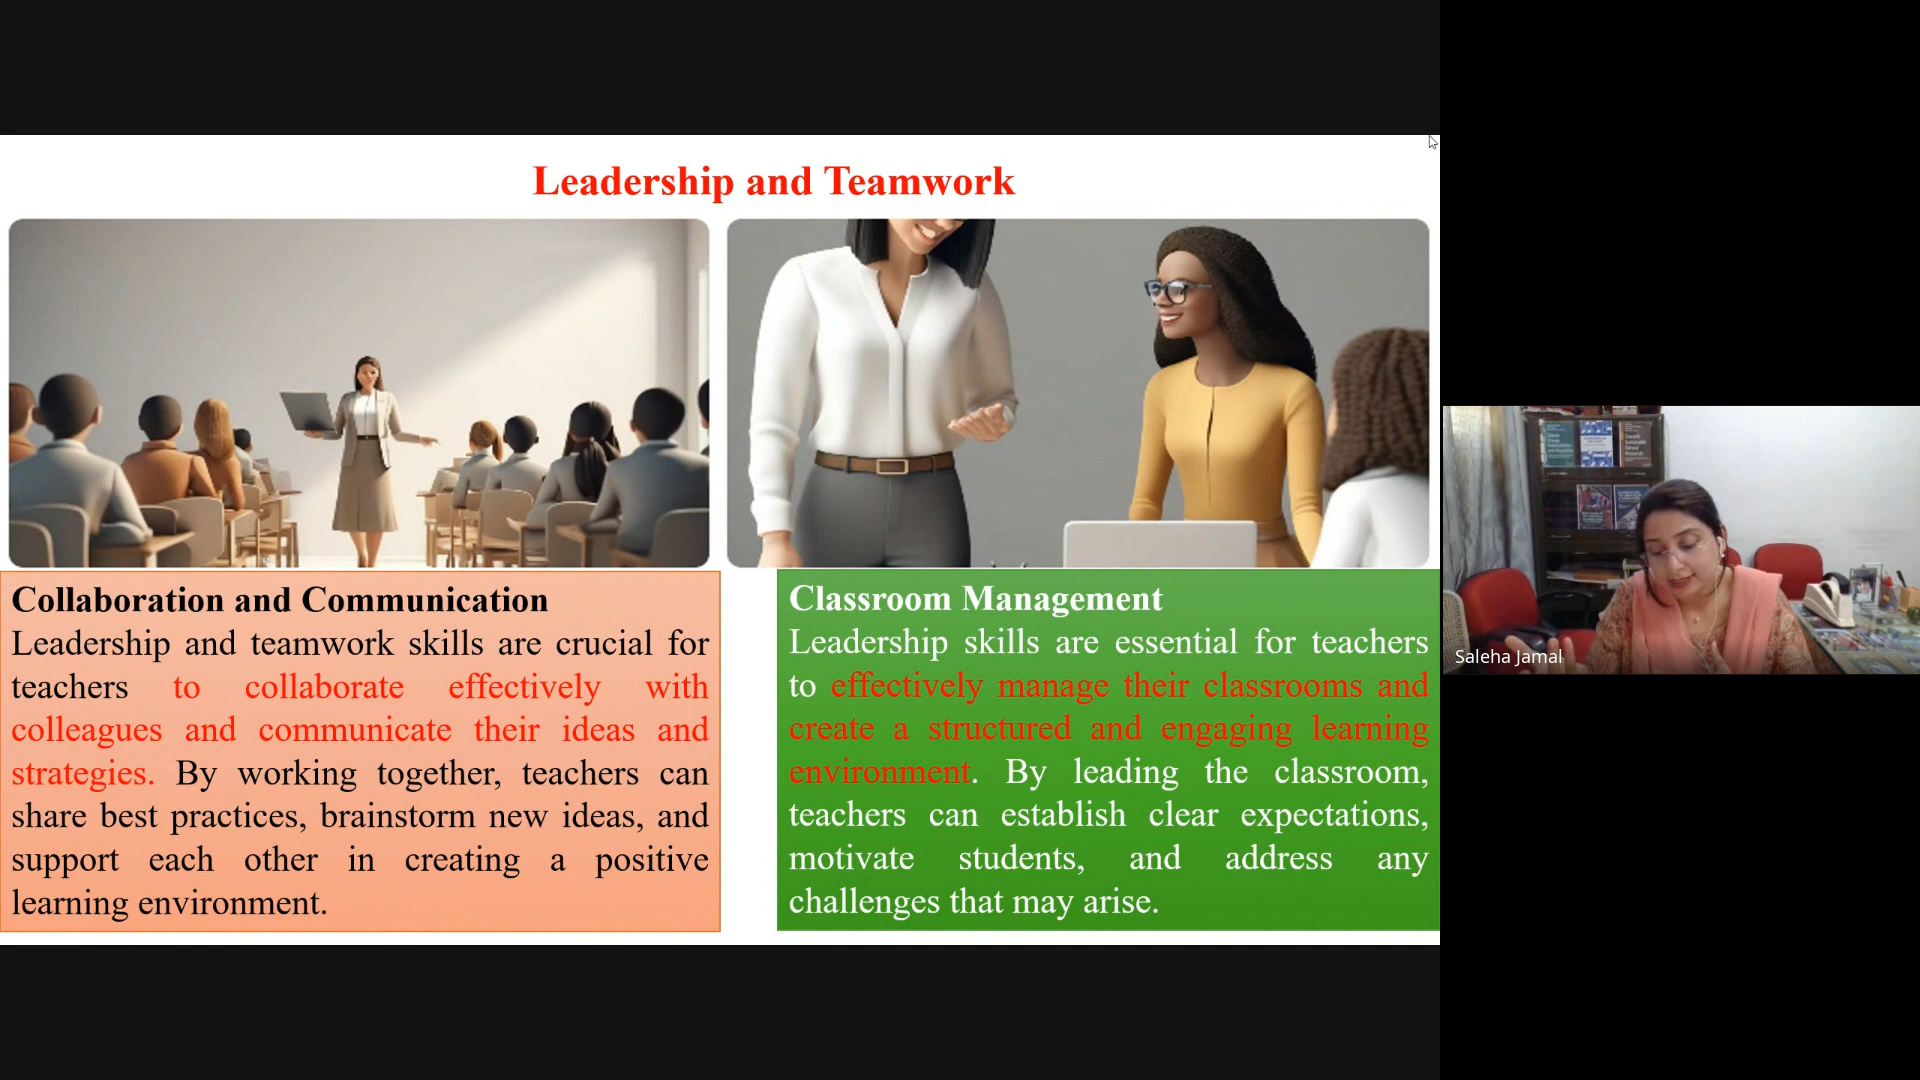 Leadership and Teamwork
Collaboration and Communication
Leadership and teamwork skills are crucial for
teachers to collaborate effectively with
colleagues and communicate their ideas and
strategies. By working together, teachers can
share best practices, brainstorm new ideas, and
support each other in creating a positive
learning environment.
Classroom Management
Leadership skills are essential for teachers
to effectively manage their classrooms and
create a structured and engaging learning
environment. By leading the classroom,
teachers can establish clear expectations,
motivate students, and address any
challenges that may arise.
Saleha Jamal